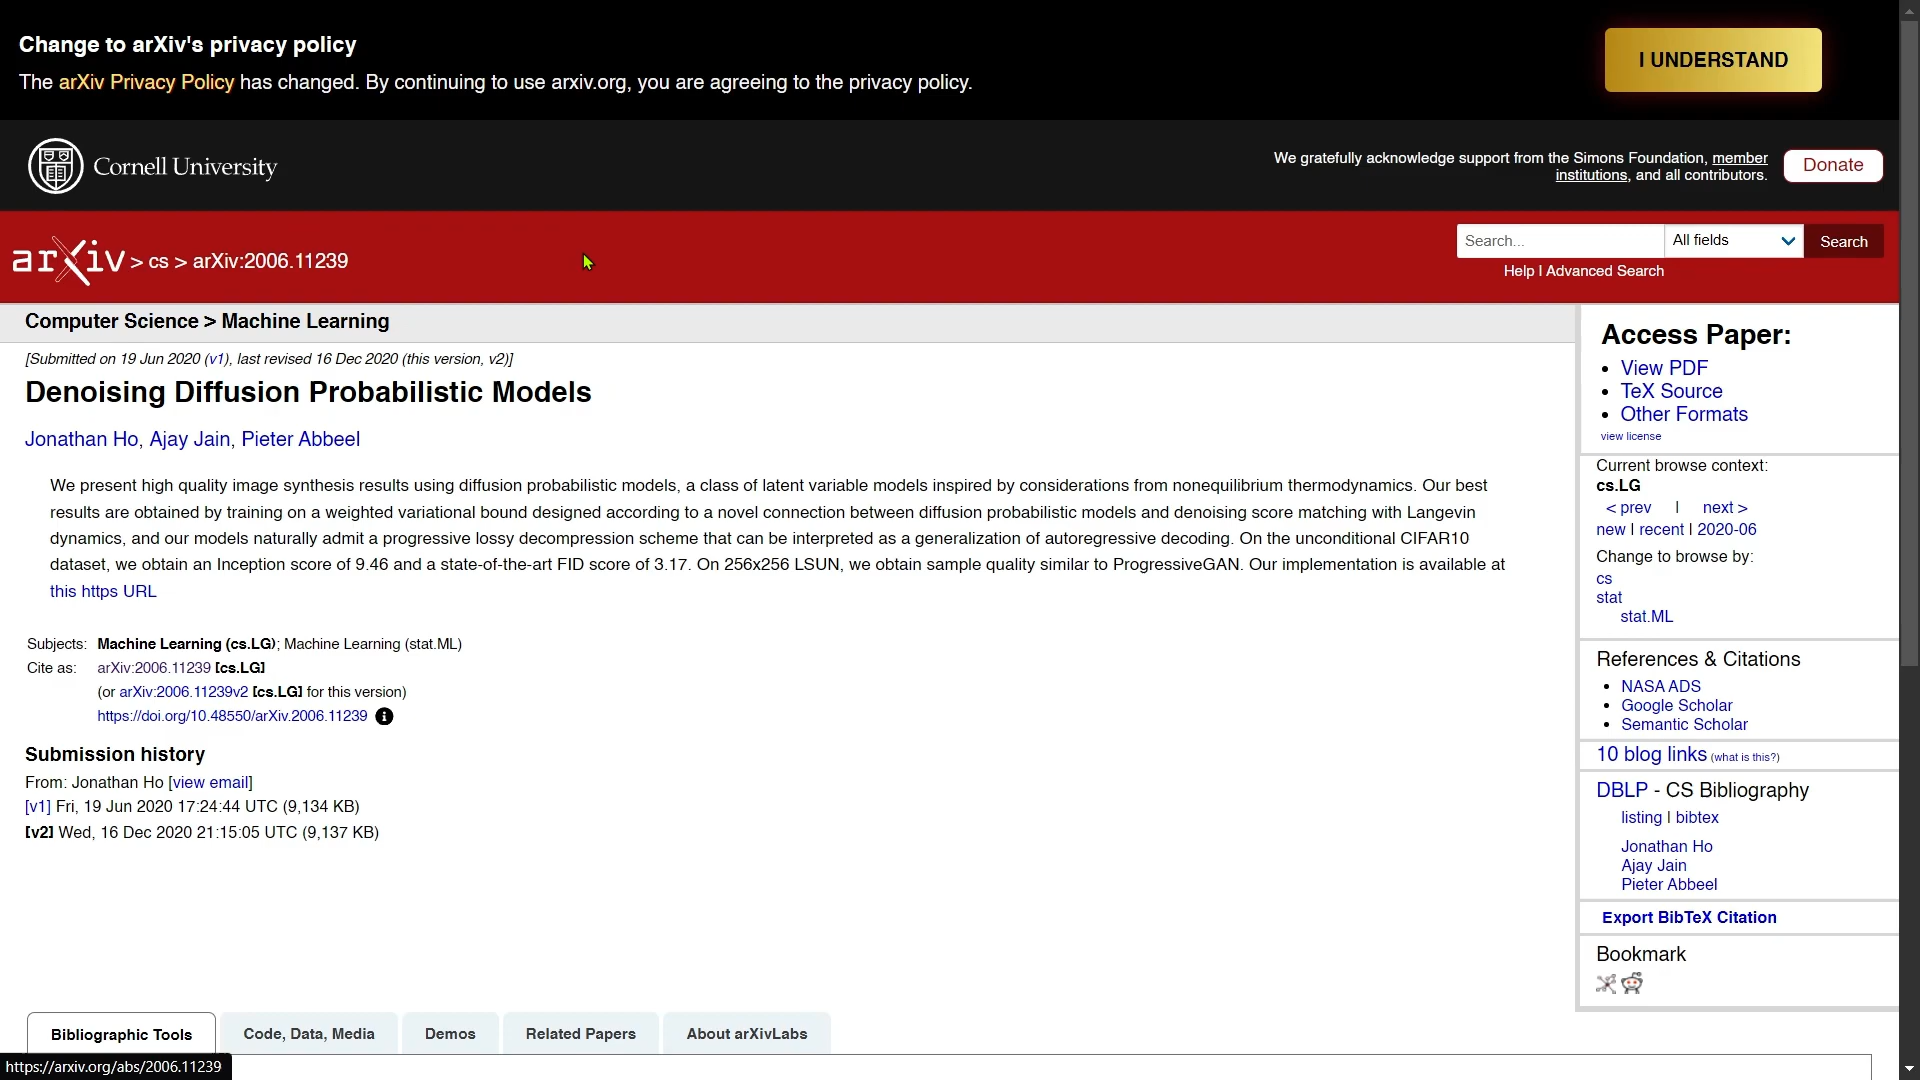 Change to arXiv's privacy policy
The arXiv Privacy Policy has changed. By continuing to use arxiv.org, you are agreeing to the privacy policy.
I UNDERSTAND
Cornell University
We gratefully acknowledge support from the Simons Foundation, member
institutions, and all contributors.
Donate
arXiv > cs > arXiv:2006.11239
Search...
All fields
Search
Help | Advanced Search
Computer Science > Machine Learning
[Submitted on 19 Jun 2020 (v1), last revised 16 Dec 2020 (this version, v2)]
Denoising Diffusion Probabilistic Models
Jonathan Ho, Ajay Jain, Pieter Abbeel
We present high quality image synthesis results using diffusion probabilistic models, a class of latent variable models inspired by considerations from nonequilibrium thermodynamics. Our best
results are obtained by training on a weighted variational bound designed according to a novel connection between diffusion probabilistic models and denoising score matching with Langevin
dynamics, and our models naturally admit a progressive lossy decompression scheme that can be interpreted as a generalization of autoregressive decoding. On the unconditional CIFAR10
dataset, we obtain an Inception score of 9.46 and a state-of-the-art FID score of 3.17. On 256x256 LSUN, we obtain sample quality similar to ProgressiveGAN. Our implementation is available at
this https URL
Subjects: Machine Learning (cs.LG); Machine Learning (stat.ML)
Cite as: arXiv:2006.11239 [cs.LG]
(or arXiv:2006.11239v2 [cs.LG] for this version)
https://doi.org/10.48550/arXiv.2006.11239
Submission history
From: Jonathan Ho [view email]
[v1] Fri, 19 Jun 2020 17:24:44 UTC (9,134 KB)
[v2] Wed, 16 Dec 2020 21:15:05 UTC (9,137 KB)
Access Paper:
View PDF
TeX Source
Other Formats
view license
Current browse context:
cs.LG
< prev | next >
new | recent | 2020-06
Change to browse by:
cs
stat
stat.ML
References & Citations
NASA ADS
Google Scholar
Semantic Scholar
10 blog links (what is this?)
DBLP - CS Bibliography
listing | bibtex
Jonathan Ho
Ajay Jain
Pieter Abbeel
Export BibTeX Citation
Bookmark
Bibliographic Tools
Code, Data, Media
Demos
Related Papers
About arXivLabs
https://arxiv.org/abs/2006.11239